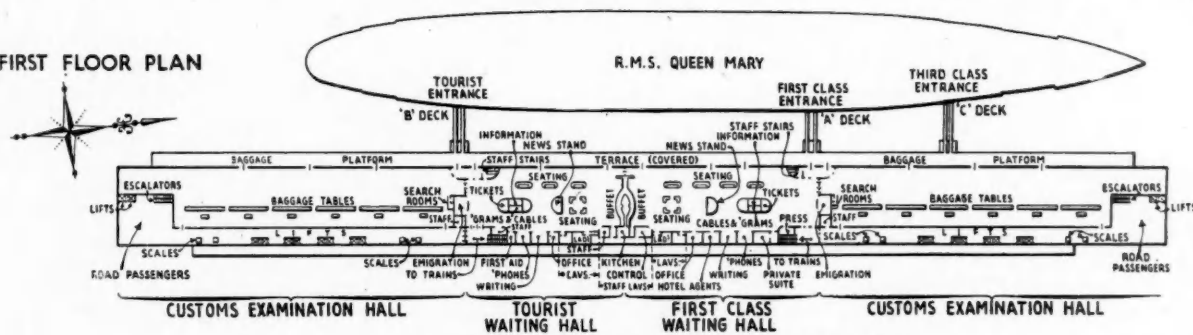 FIRST FLOOR PLAN
R.M.S. QUEEN MARY
TOURIST
ENTRANCE
'B' DECK
FIRST CLASS
ENTRANCE
'A' DECK
THIRD CLASS
ENTRANCE
'C' DECK
INFORMATION
NEWS STAND
STAFF STAIRS
TERRACE (COVERED)
NEWS STAND
STAFF STAIRS
INFORMATION
BAGGAGE PLATFORM
BAGGAGE PLATFORM
ESCALATORS
LIFTS
BAGGAGE TABLES
SEARCH
ROOMS
STAFF
TICKETS
SEATING
SEATING
'GRAMS & CABLES
STAFF
BUFFET
BUFFET
SEATING
SEATING
TICKETS
CABLES & 'GRAMS
PRESS
SEARCH
ROOMS
STAFF
BAGGAGE TABLES
ESCALATORS
LIFTS
SCALES
LIFTS
SCALES
ROAD PASSENGERS
EMIGRATION
TO TRAINS
FIRST AID
'PHONES
WRITING
OFFICE
LAVS.
STAFF
KITCHEN
CONTROL
STAFF LAVS
LAVS.
OFFICE
HOTEL AGENTS
WRITING
'PHONES
PRIVATE
SUITE
TO TRAINS
EMIGRATION
SCALES
LIFTS
SCALES
ROAD
PASSENGERS
CUSTOMS EXAMINATION HALL
TOURIST
WAITING HALL
FIRST CLASS
WAITING HALL
CUSTOMS EXAMINATION HALL